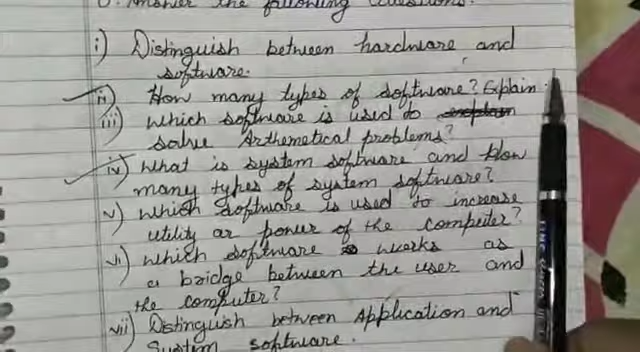 Answer the following Questions.
i) Distinguish between hardware and
software.
ii) How many types of software? Explain.
iii) which software is used to
solve Arthemetical problems?
iv) What is system software and How
many types of system software?
v) Which software is used to increase
utility or power of the computer?
vi) which software works as
a bridge between the user and
the computer?
vii) Distinguish between Application and
System software.